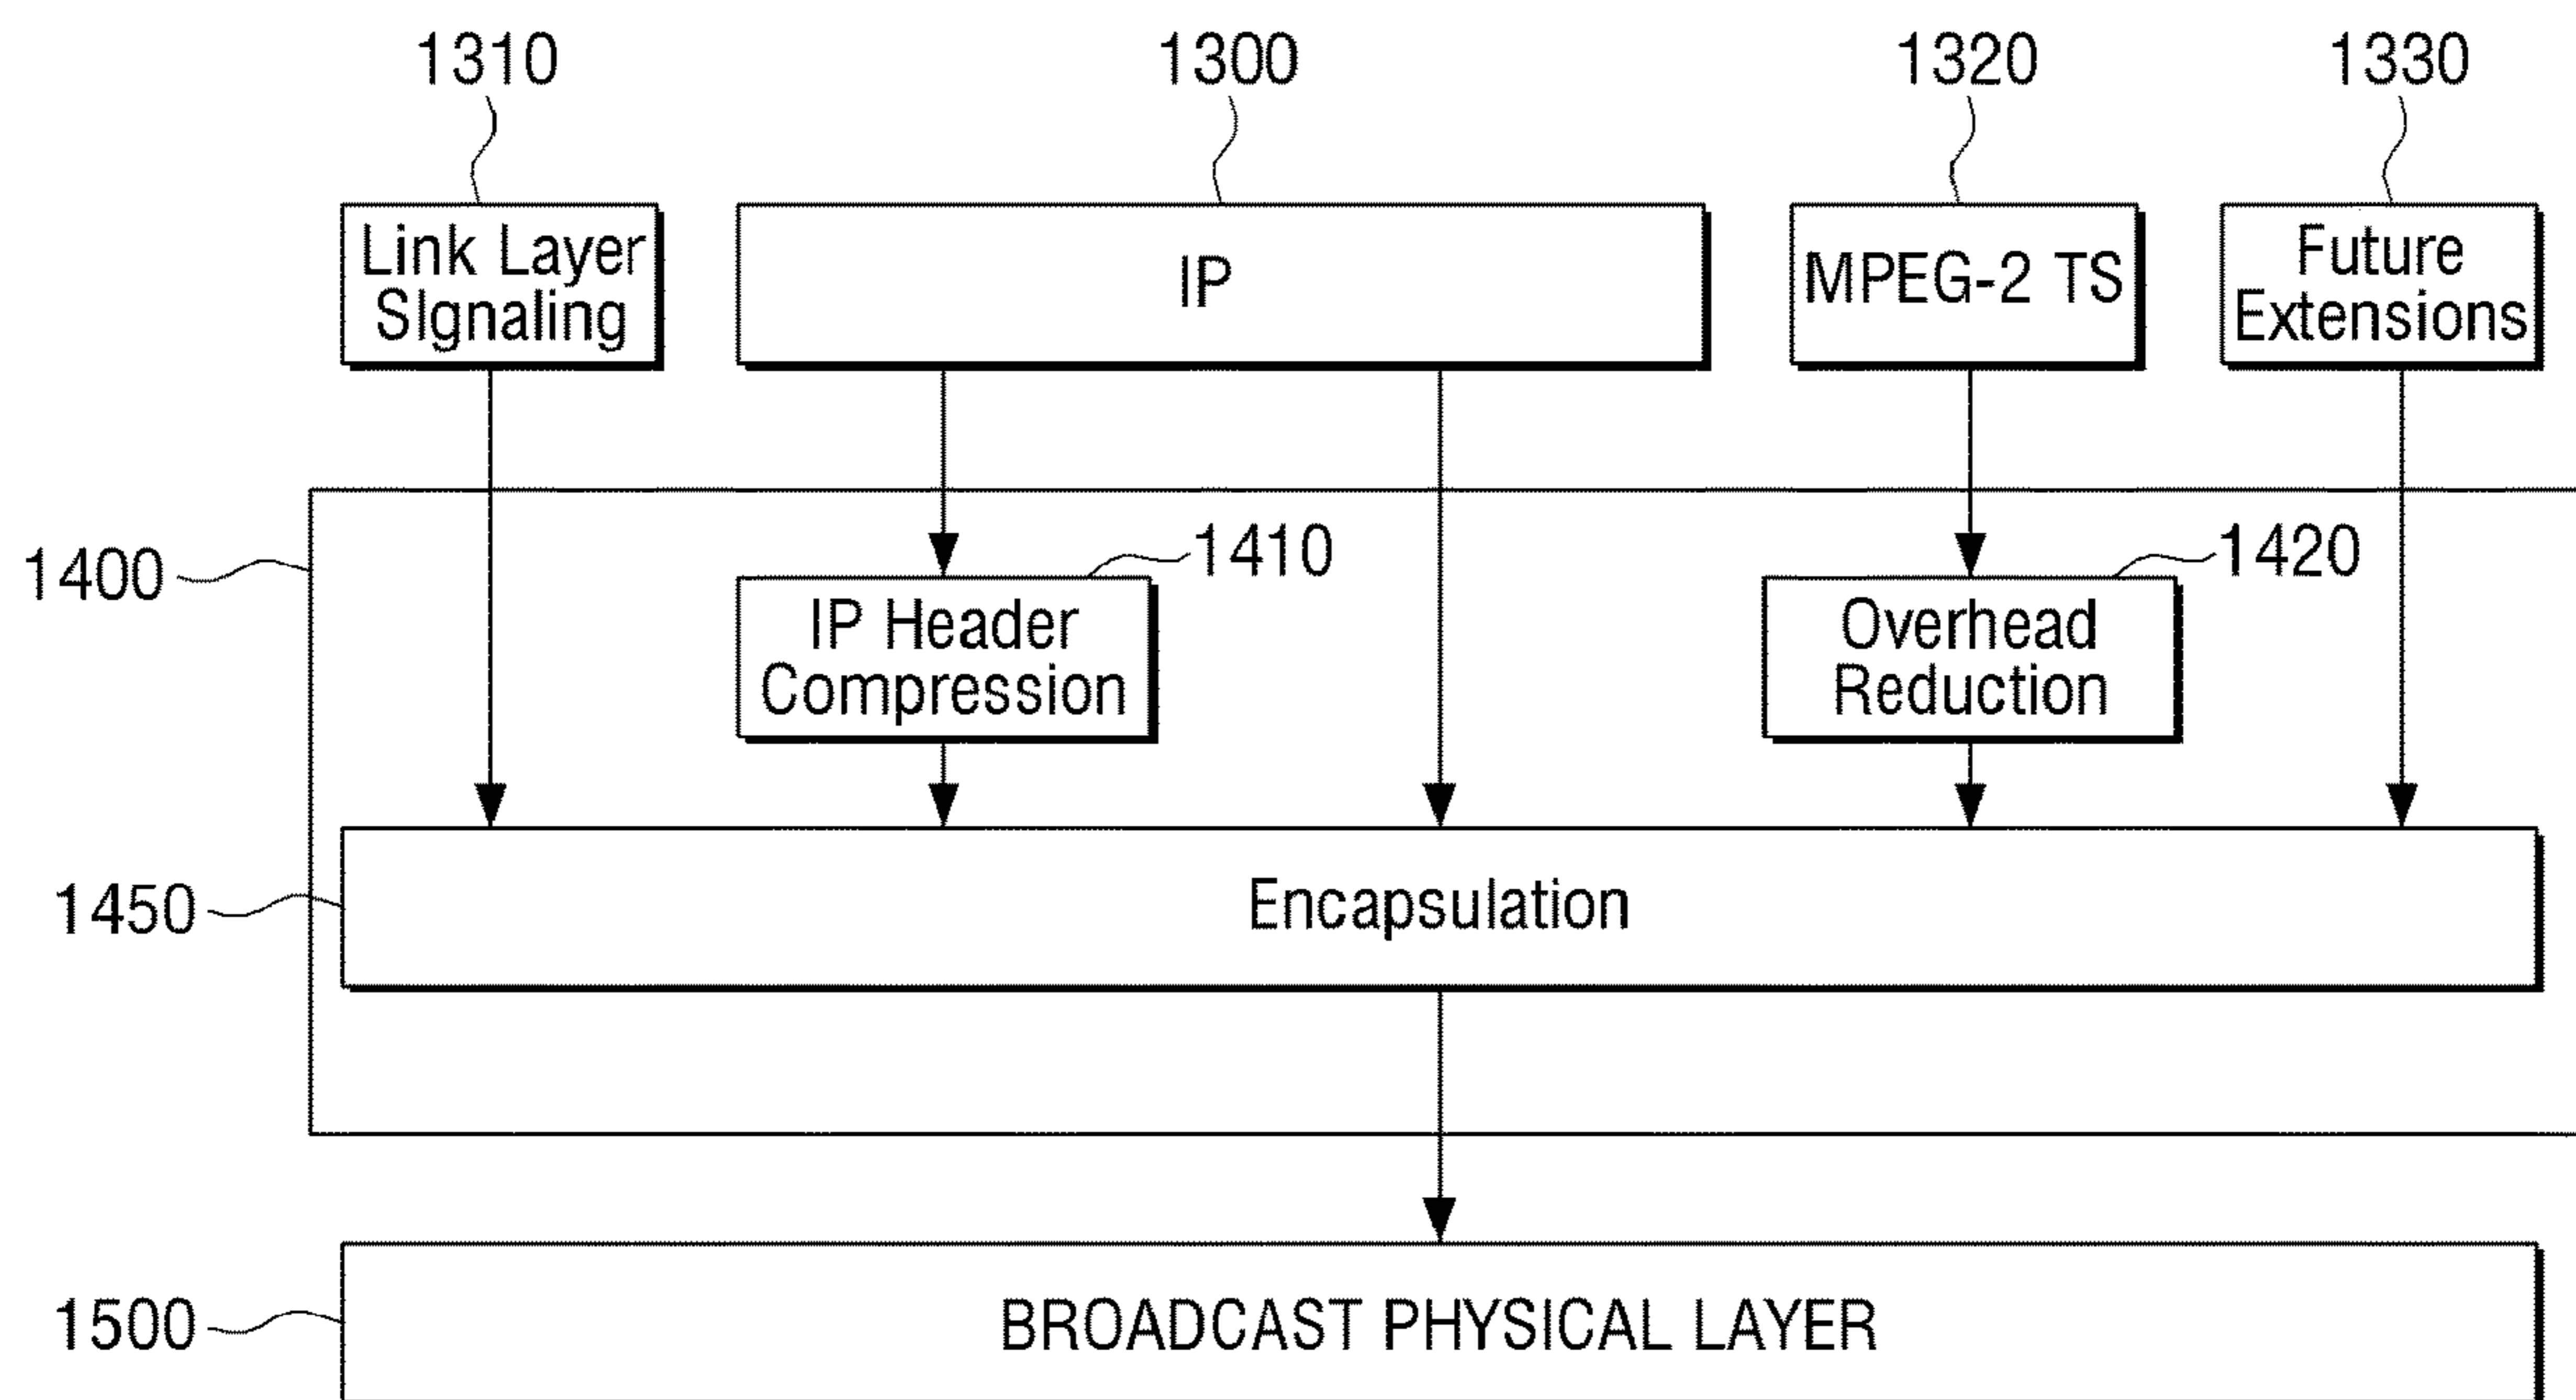 1310
1300
1320
1330
Link Layer
SIgnaling
IP
MPEG-2 TS
Future
Extensions
1400
1410
1420
IP Header
Compression
Overhead
Reduction
1450
Encapsulation
1500
BROADCAST PHYSICAL LAYER